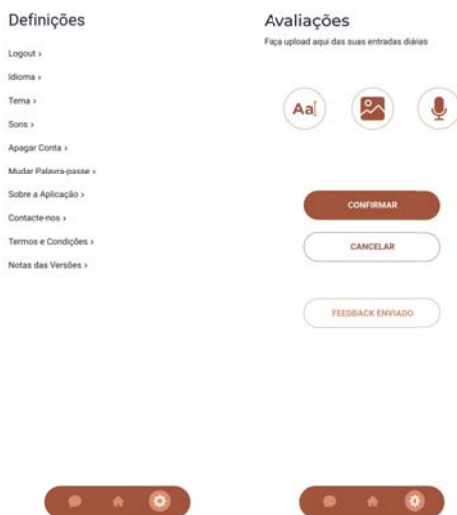 Definições
Logout >
Idioma >
Tema >
Sons >
Apagar Conta >
Mudar Palavra-passe >
Sobre a Aplicação >
Contacte-nos >
Termos e Condições >
Notas das Versões >
Avaliações
Faça upload aqui das suas entradas diáias
Aa
CONFIRMAR
CANCELAR
FEEDBACK ENVIADO